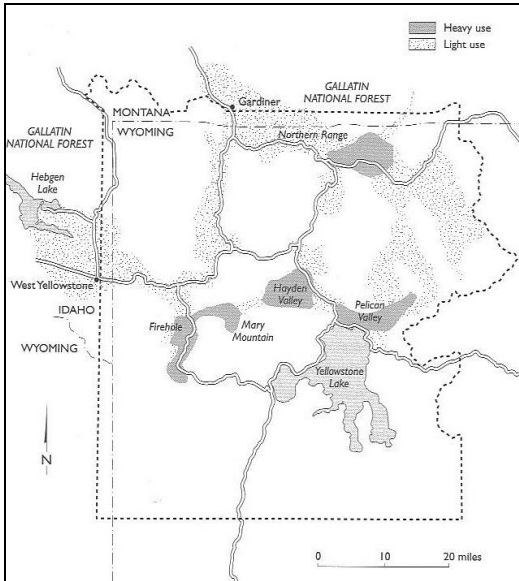 Heavy use
Light use
Gardiner
GALLATIN
NATIONAL FOREST
MONTANA
WYOMING
GALLATIN
NATIONAL FOREST
Northern Range
Hebgen
Lake
West Yellowstone
IDAHO
WYOMING
Firehole
Mary
Mountain
Hayden
Valley
Pelican
Valley
Yellowstone
Lake
N
0 10 20 miles